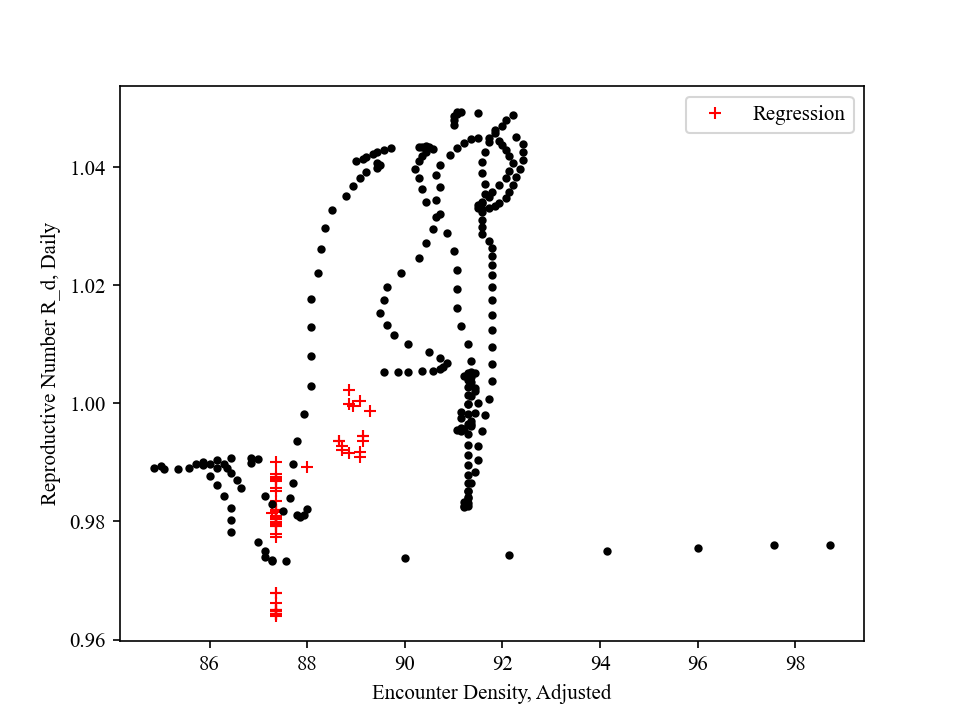 Regression
1.04
1.02
1.00
0.98
0.96
Reproductive Number R_d, Daily
86 88 90 92 94 96 98
Encounter Density, Adjusted